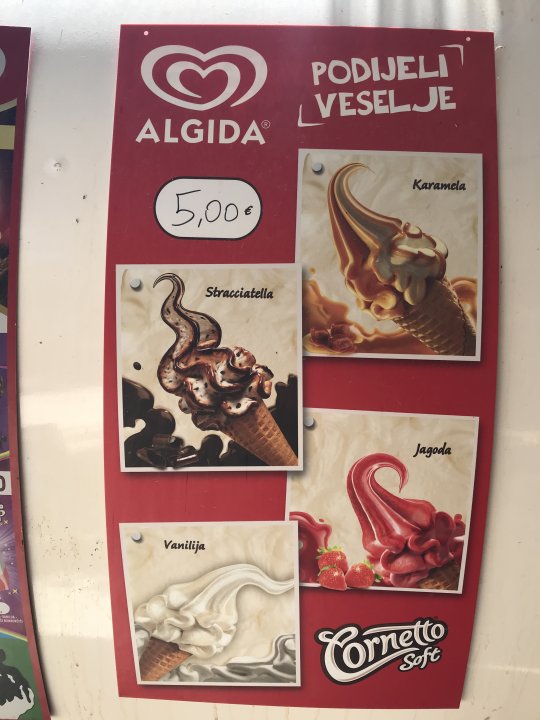 ALGIDA®
PODIJELI
VESELJE
5,00 €
Karamela
Stracciatella
Jagoda
Vanilija
Cornetto
Soft